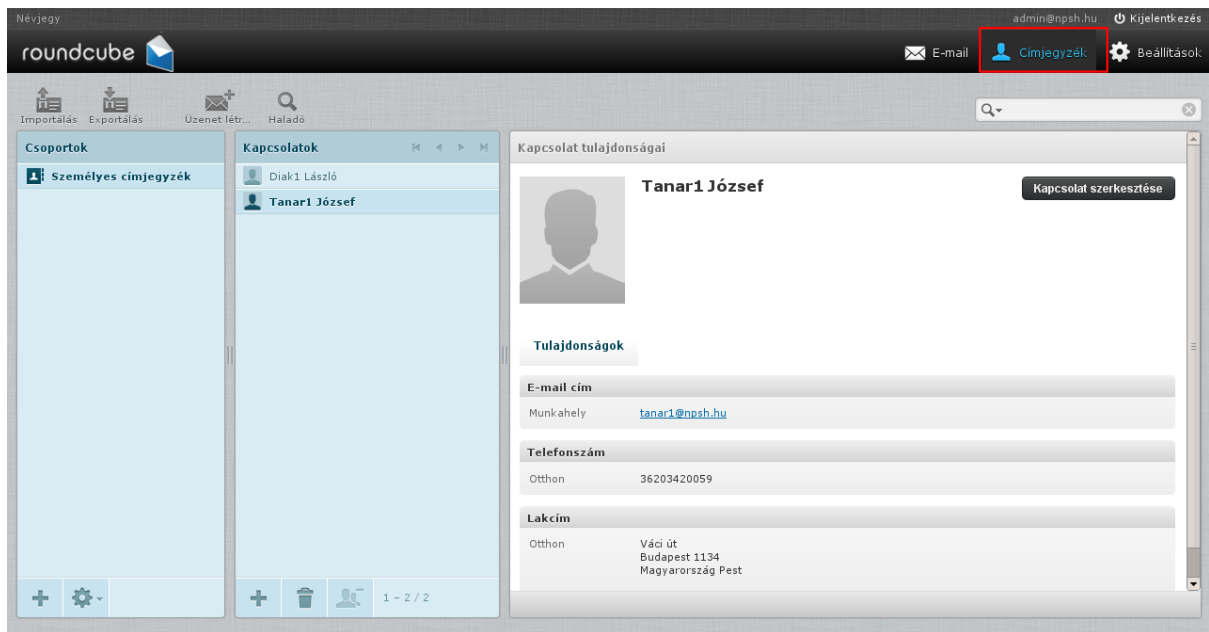 Névjegy
admin@npsh.hu Kijelentkezés
roundcube
E-mail Címjegyzék Beállítások
Importálás Exportálás Üzenet létr... Haladó
Csoportok
Személyes címjegyzék
Kapcsolatok
Diak1 László
Tanar1 József
1 – 2 / 2
Kapcsolat tulajdonságai
Tanar1 József
Kapcsolat szerkesztése
Tulajdonságok
E-mail cím
Munkahely tanar1@npsh.hu
Telefonszám
Otthon 36203420059
Lakcím
Otthon Váci út
Budapest 1134
Magyarország Pest